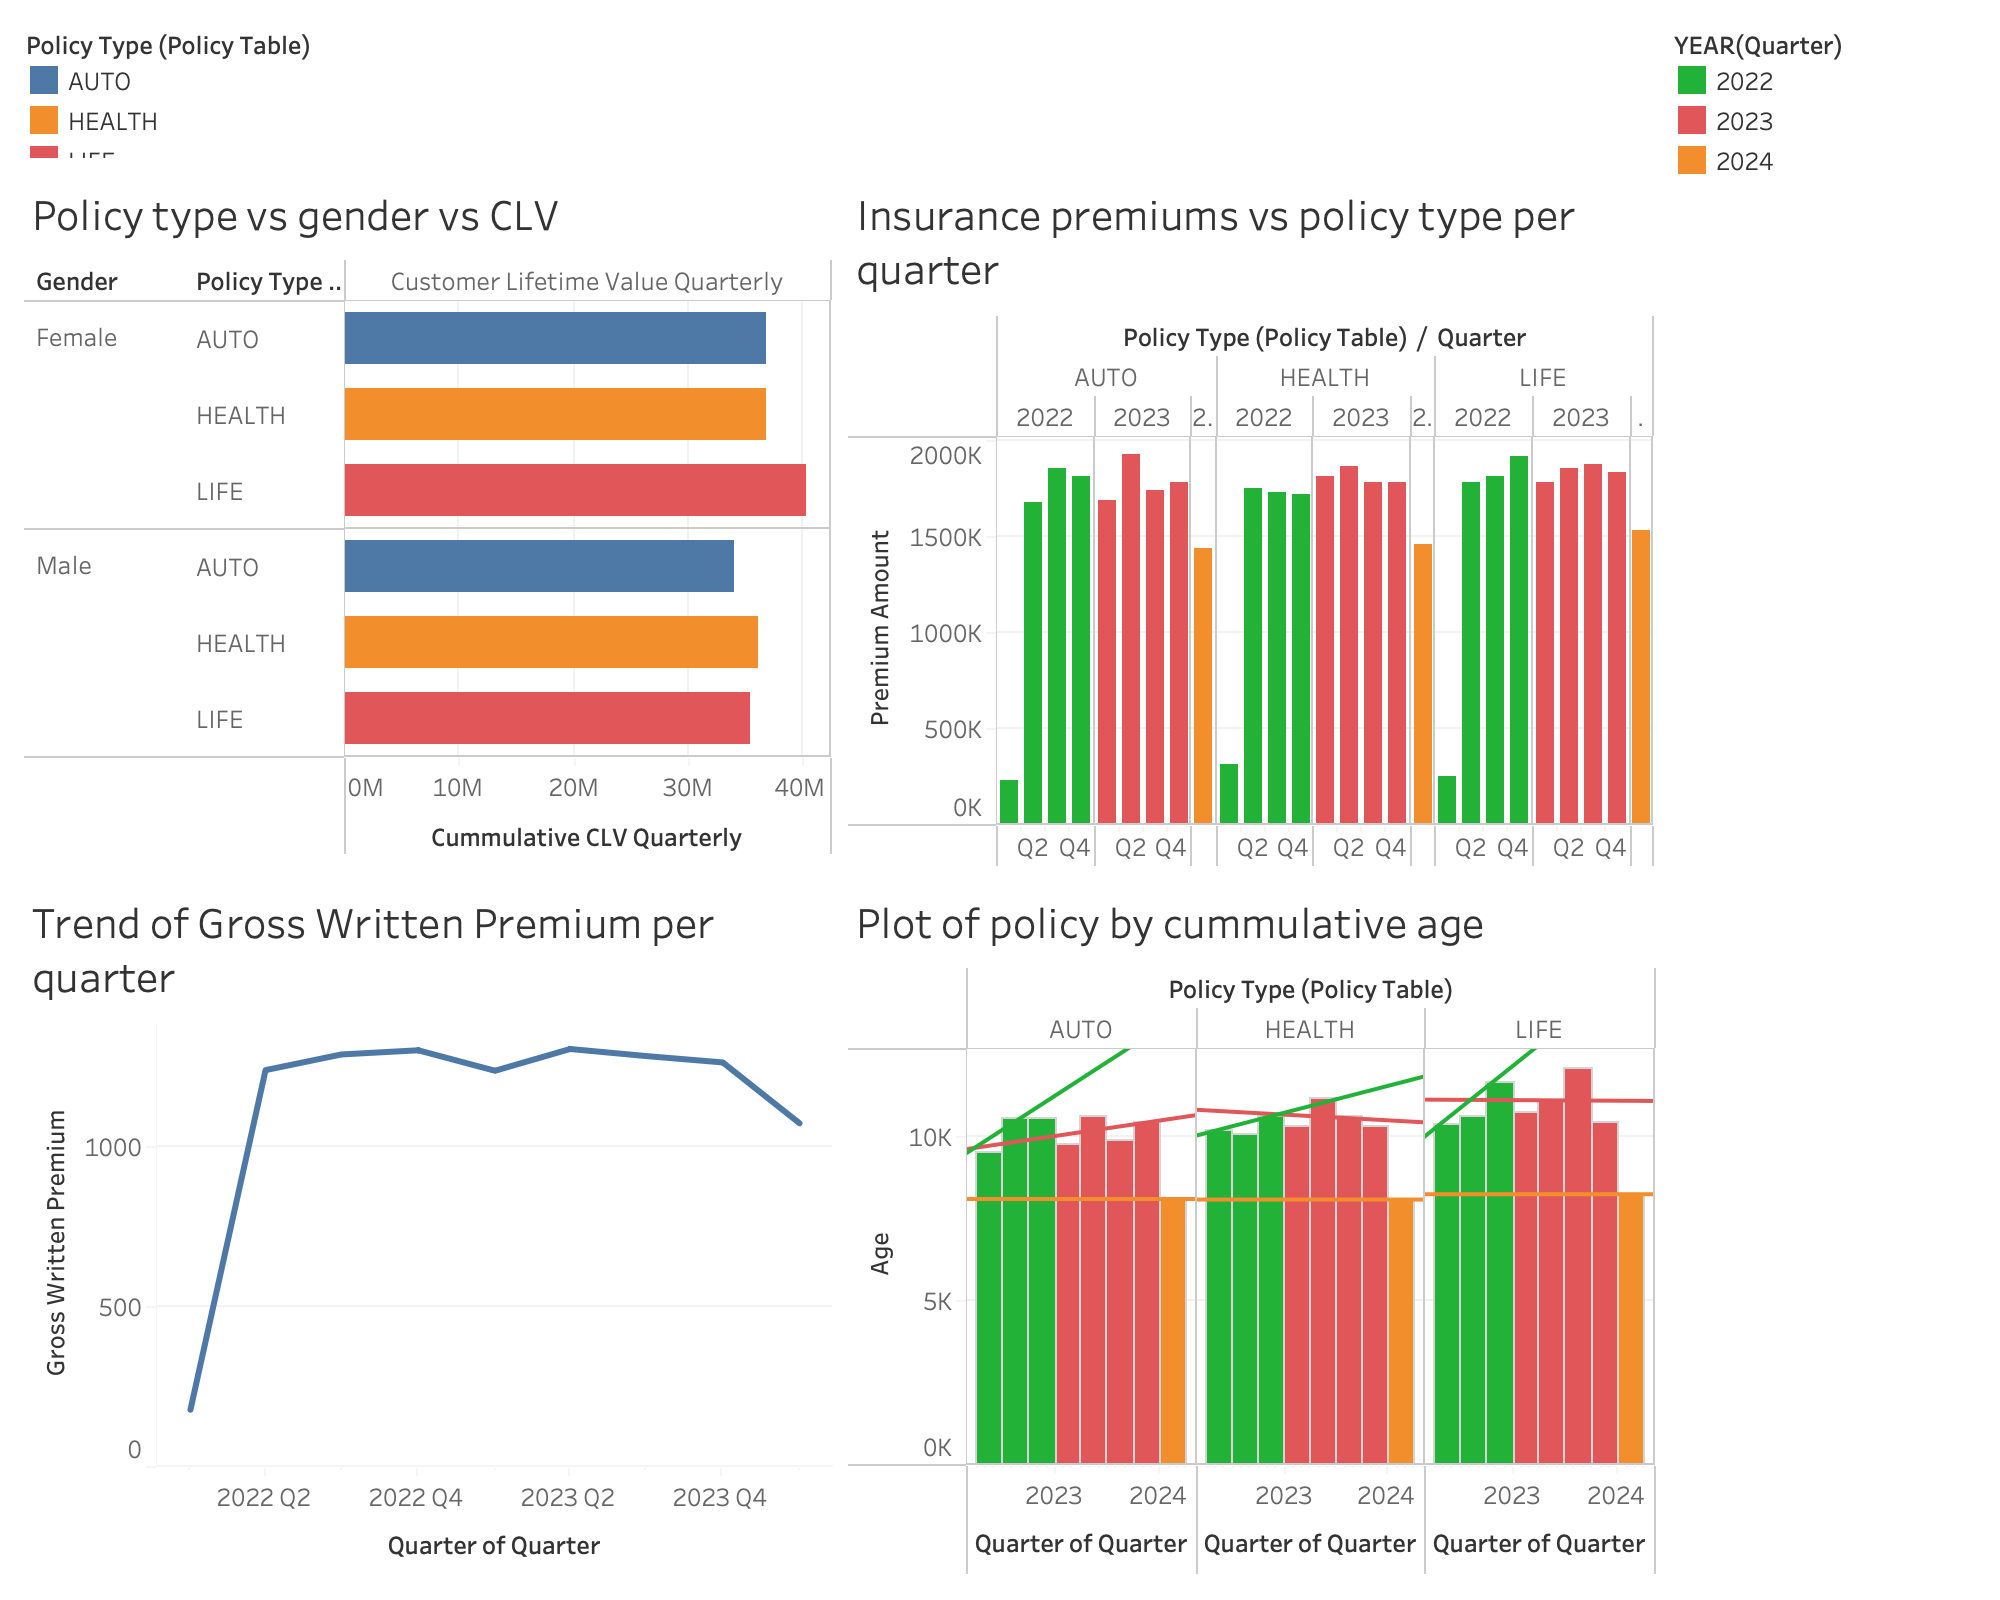 Policy Type (Policy Table)
AUTO
HEALTH
YEAR(Quarter)
2022
2023
2024
Policy type vs gender vs CLV
Gender Policy Type .. Customer Lifetime Value Quarterly
Female AUTO
HEALTH
LIFE
Male AUTO
HEALTH
LIFE
0M 10M 20M 30M 40M
Cummulative CLV Quarterly
Insurance premiums vs policy type per
quarter
Policy Type (Policy Table) / Quarter
AUTO HEALTH LIFE
2022 2023 2. 2022 2023 2. 2022 2023 .
2000K
1500K
1000K
500K
0K
Premium Amount
Q2 Q4 Q2 Q4 Q2 Q4 Q2 Q4 Q2 Q4 Q2 Q4
Trend of Gross Written Premium per
quarter
1000
500
0
Gross Written Premium
2022 Q2 2022 Q4 2023 Q2 2023 Q4
Quarter of Quarter
Plot of policy by cummulative age
Policy Type (Policy Table)
AUTO HEALTH LIFE
10K
5K
0K
Age
2023 2024 2023 2024 2023 2024
Quarter of Quarter Quarter of Quarter Quarter of Quarter